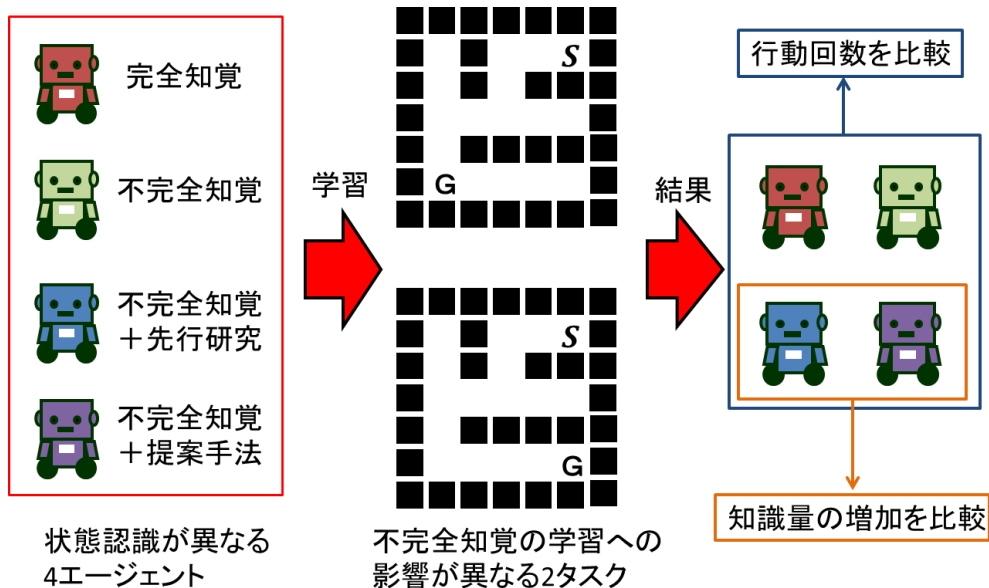 完全知覚
不完全知覚
不完全知覚
＋先行研究
不完全知覚
＋提案手法
状態認識が異なる
4エージェント
学習
S
G
S
G
不完全知覚の学習への
影響が異なる2タスク
結果
行動回数を比較
知識量の増加を比較